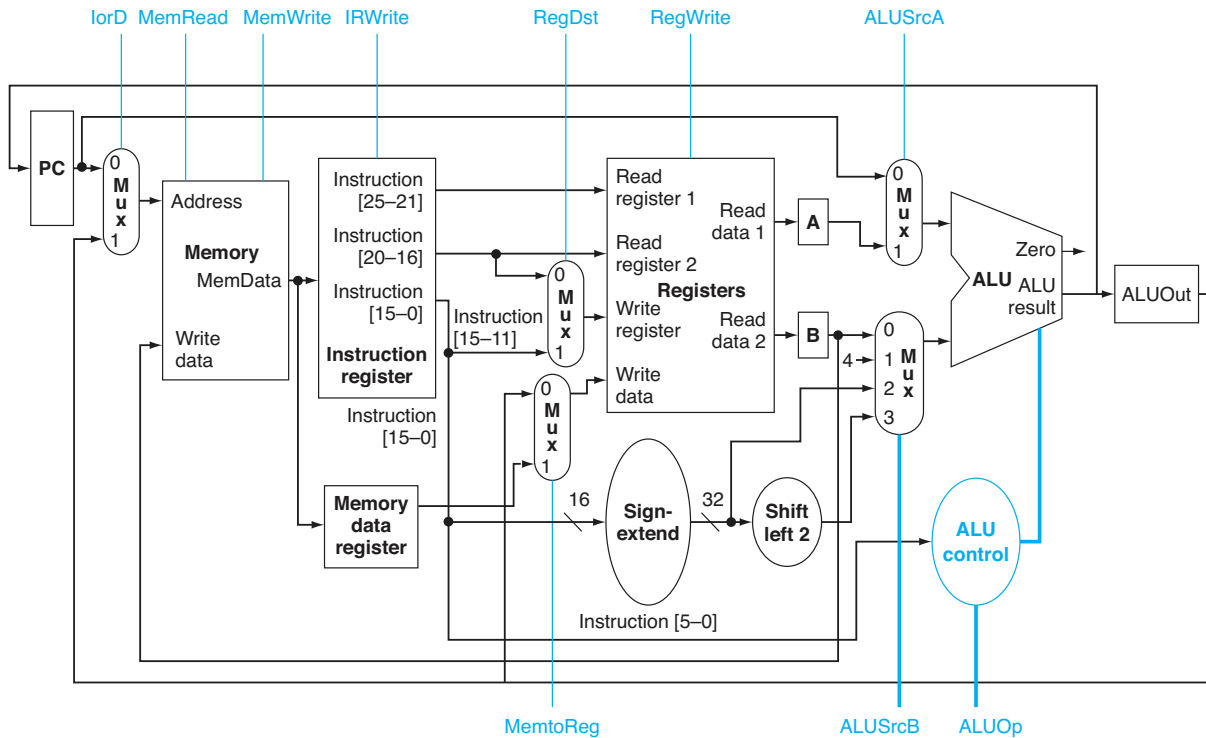 IorD
MemRead
MemWrite
IRWrite
RegDst
RegWrite
ALUSrcA
PC
0
M
u
x
1
Address
Memory
MemData
Write
data
Instruction
[25–21]
Instruction
[20–16]
Instruction
[15–0]
Instruction
register
Instruction
[15–0]
Instruction
[15–11]
Memory
data
register
0
M
u
x
1
0
M
u
x
1
Read
register 1
Read
register 2
Registers
Write
register
Write
data
Read
data 1
Read
data 2
16
Sign-
extend
32
Shift
left 2
Instruction [5–0]
A
B
4
0
M
u
x
1
0
1
2
3
M
u
x
Zero
ALU
ALU
result
ALUOut
ALU
control
MemtoReg
ALUSrcB
ALUOp